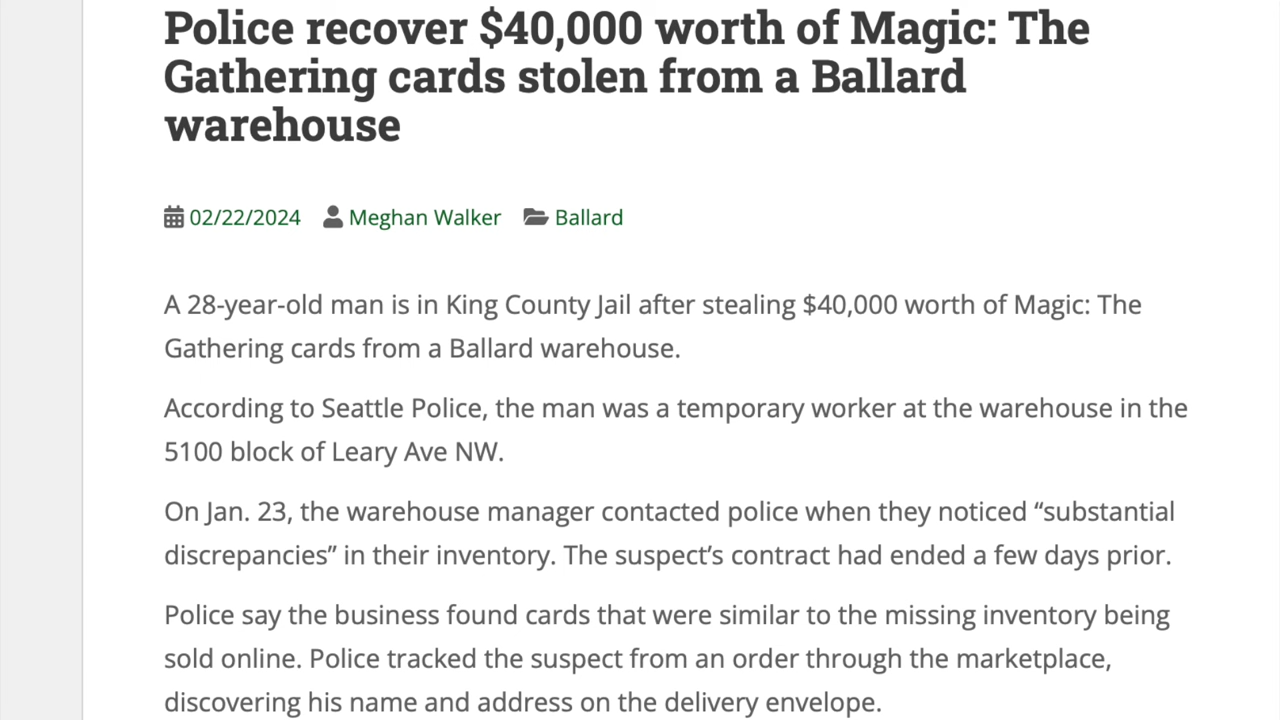 Police recover $40,000 worth of Magic: The
Gathering cards stolen from a Ballard
warehouse
02/22/2024 Meghan Walker Ballard
A 28-year-old man is in King County Jail after stealing $40,000 worth of Magic: The
Gathering cards from a Ballard warehouse.
According to Seattle Police, the man was a temporary worker at the warehouse in the
5100 block of Leary Ave NW.
On Jan. 23, the warehouse manager contacted police when they noticed “substantial
discrepancies” in their inventory. The suspect’s contract had ended a few days prior.
Police say the business found cards that were similar to the missing inventory being
sold online. Police tracked the suspect from an order through the marketplace,
discovering his name and address on the delivery envelope.